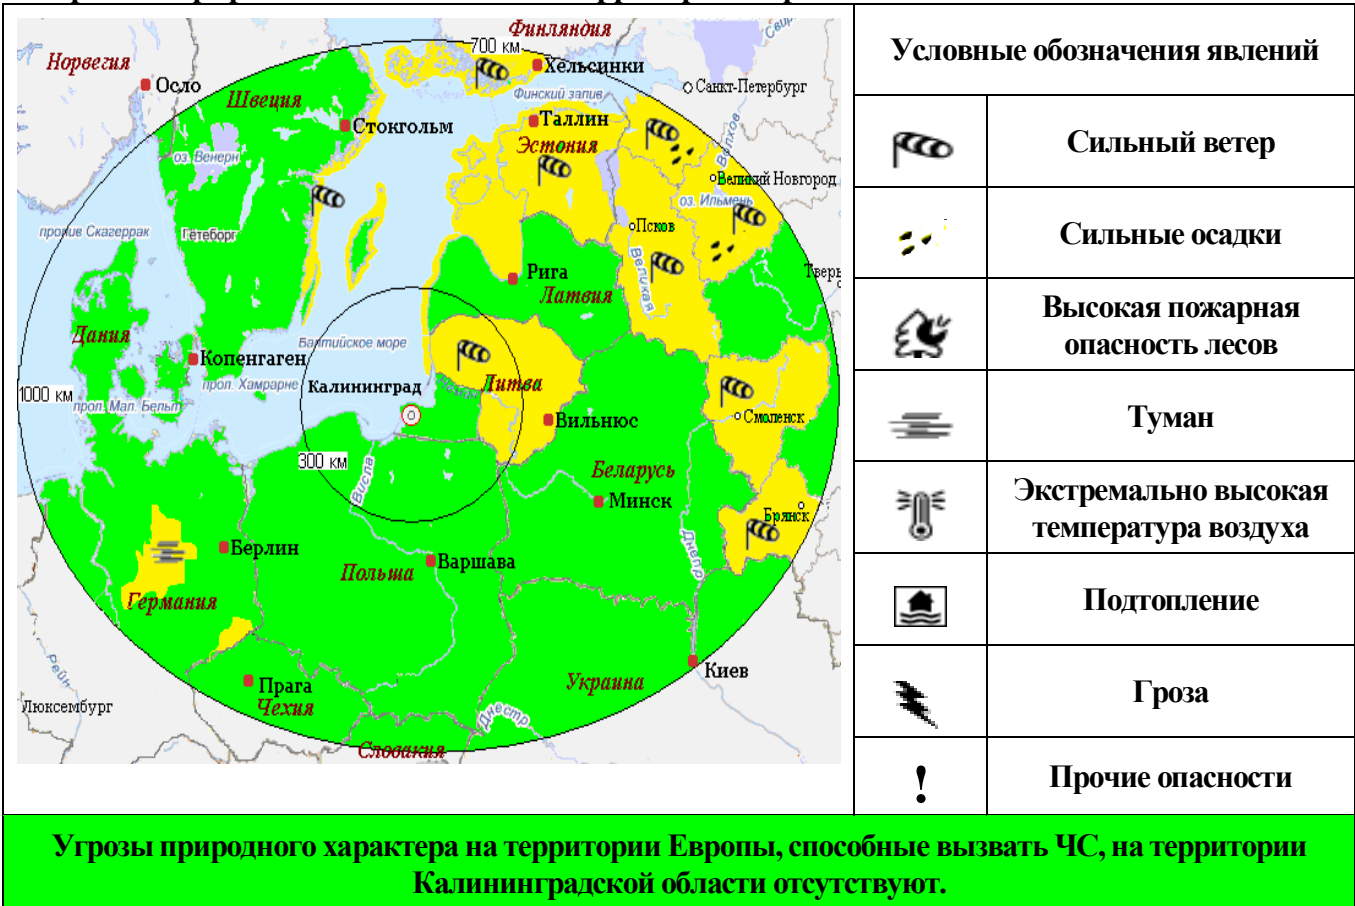 Финляндия
700 км
Норвегия
Хельсинки
Осло
Санкт-Петербург
Швеция
Финский залив
Стокгольм
Таллин
Эстония
Волхов
оз. Венерн
Великий Новгород
оз. Ильмень
пролив Скагеррак
Гётеборг
Псков
Великая
Рига
Тверь
Латвия
Дания
Балтийское море
Копенгаген
Калининград
Литва
прол. Хамрарне
1000 км
прол. Мал. Бельт
Смоленск
Вильнюс
300 км
Висла
Беларусь
Минск
Брянск
Берлин
Днепр
Варшава
Польша
Германия
Рейн
Киев
Прага
Украина
Чехия
Люксембург
Днестр
Словакия
Условные обозначения явлений
Сильный ветер
Сильные осадки
Высокая пожарная
опасность лесов
Туман
Экстремально высокая
температура воздуха
Подтопление
Гроза
!
Прочие опасности
Угрозы природного характера на территории Европы, способные вызвать ЧС, на территории
Калининградской области отсутствуют.